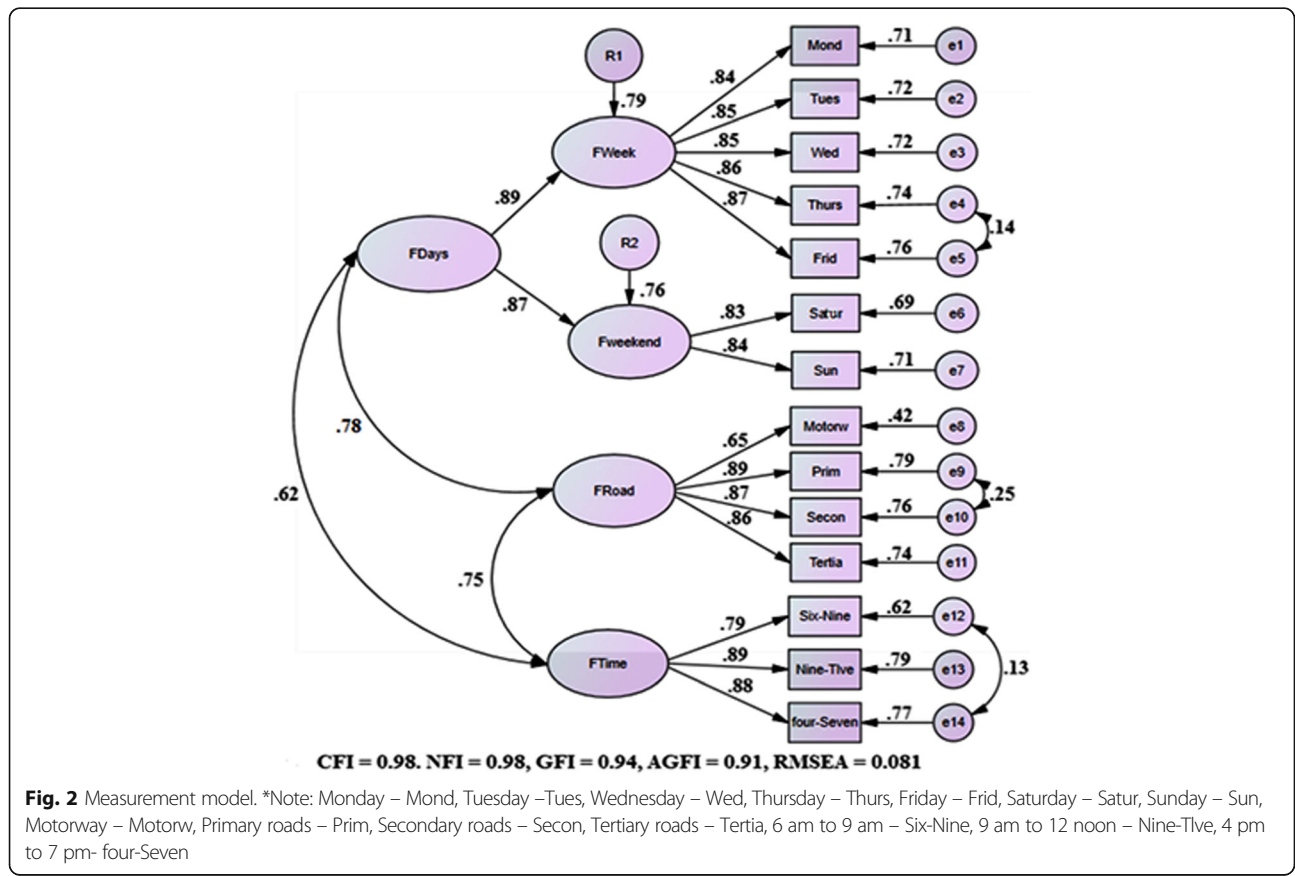 R1
.79
FWeek
.84
.85
.85
.86
.87
Mond
.71
e1
Tues
.72
e2
Wed
.72
e3
Thurs
.74
e4
Frid
.76
e5
.14
.89
FDays
.87
R2
.76
Fweekend
.83
.84
Satur
.69
e6
Sun
.71
e7
.78
.62
FRoad
.65
.89
.87
.86
Motorw
.42
e8
Prim
.79
e9
Secon
.76
e10
.25
Tertia
.74
e11
.75
FTime
.79
.89
.88
Six-Nine
.62
e12
Nine-Tlve
.79
e13
four-Seven
.77
e14
.13
CFI = 0.98. NFI = 0.98, GFI = 0.94, AGFI = 0.91, RMSEA = 0.081
Fig. 2 Measurement model. *Note: Monday – Mond, Tuesday –Tues, Wednesday – Wed, Thursday – Thurs, Friday – Frid, Saturday – Satur, Sunday – Sun,
Motorway – Motorw, Primary roads – Prim, Secondary roads – Secon, Tertiary roads – Tertia, 6 am to 9 am – Six-Nine, 9 am to 12 noon – Nine-Tlve, 4 pm
to 7 pm- four-Seven